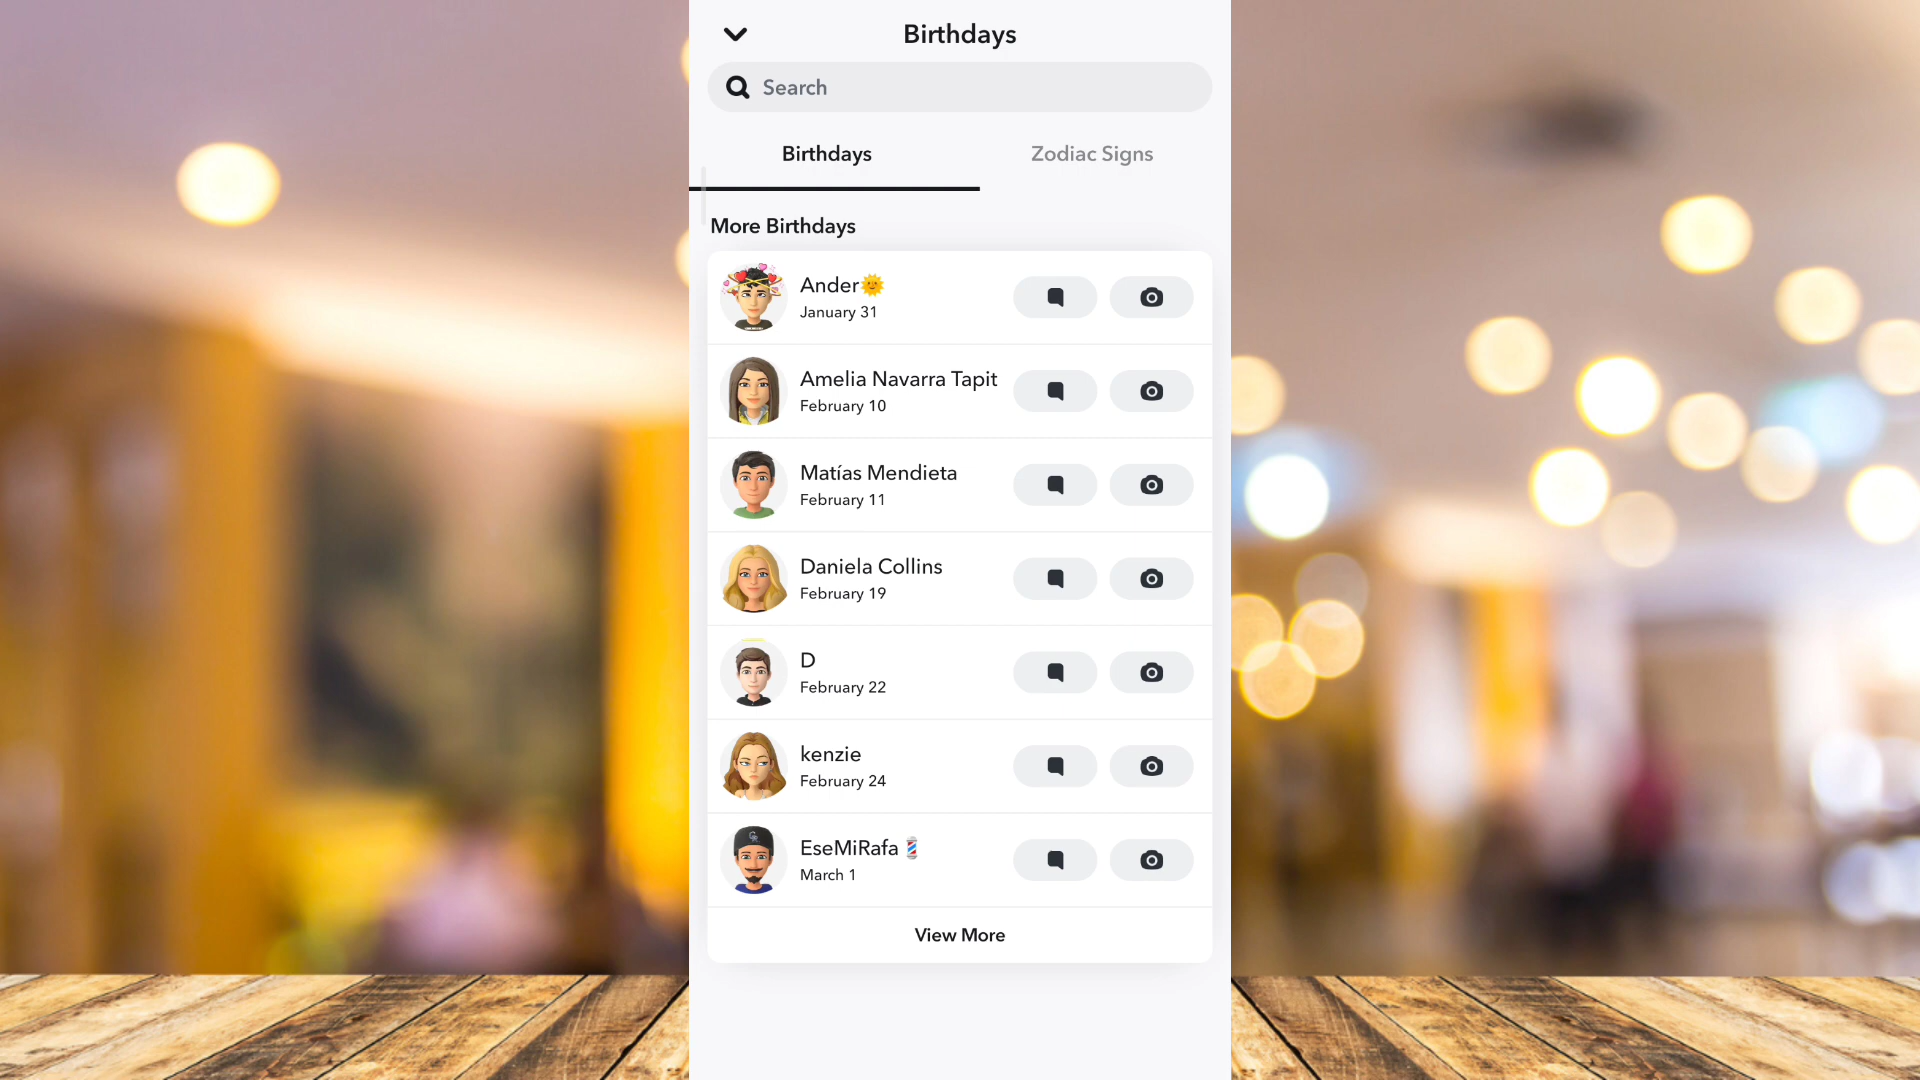 Birthdays
Search
Birthdays Zodiac Signs
More Birthdays
Ander🌞
January 31
Amelia Navarra Tapit
February 10
Matías Mendieta
February 11
Daniela Collins
February 19
D
February 22
kenzie
February 24
EseMiRafa 💈
March 1
View More